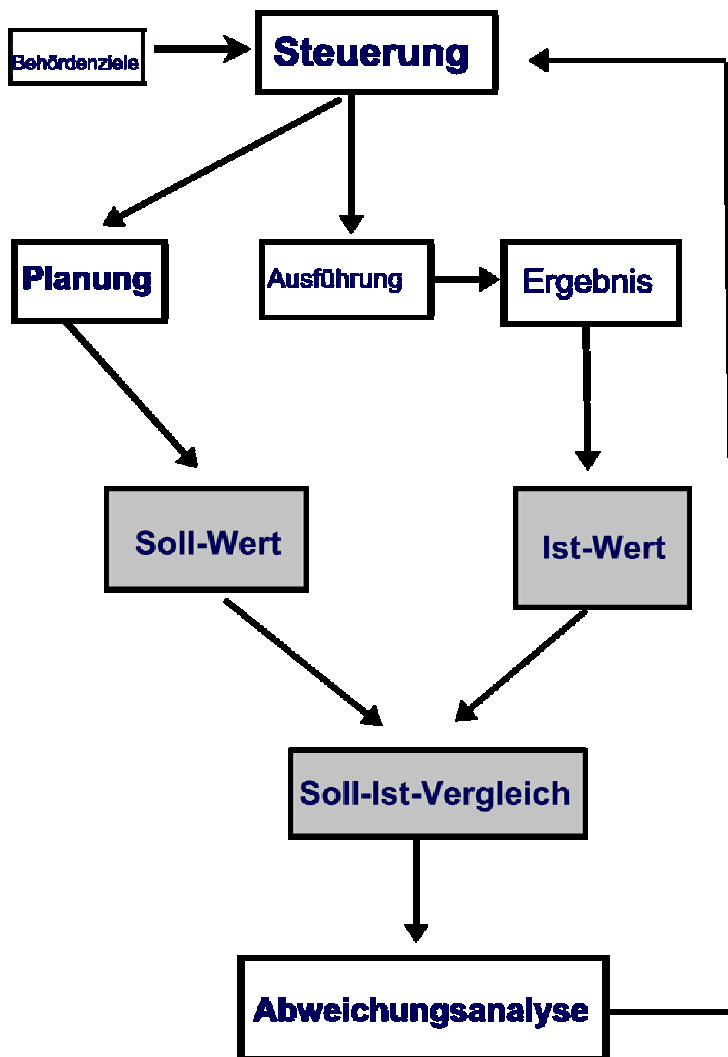 Behördenziele
Steuerung
Planung
Ausführung
Ergebnis
Soll-Wert
Ist-Wert
Soll-Ist-Vergleich
Abweichungsanalyse